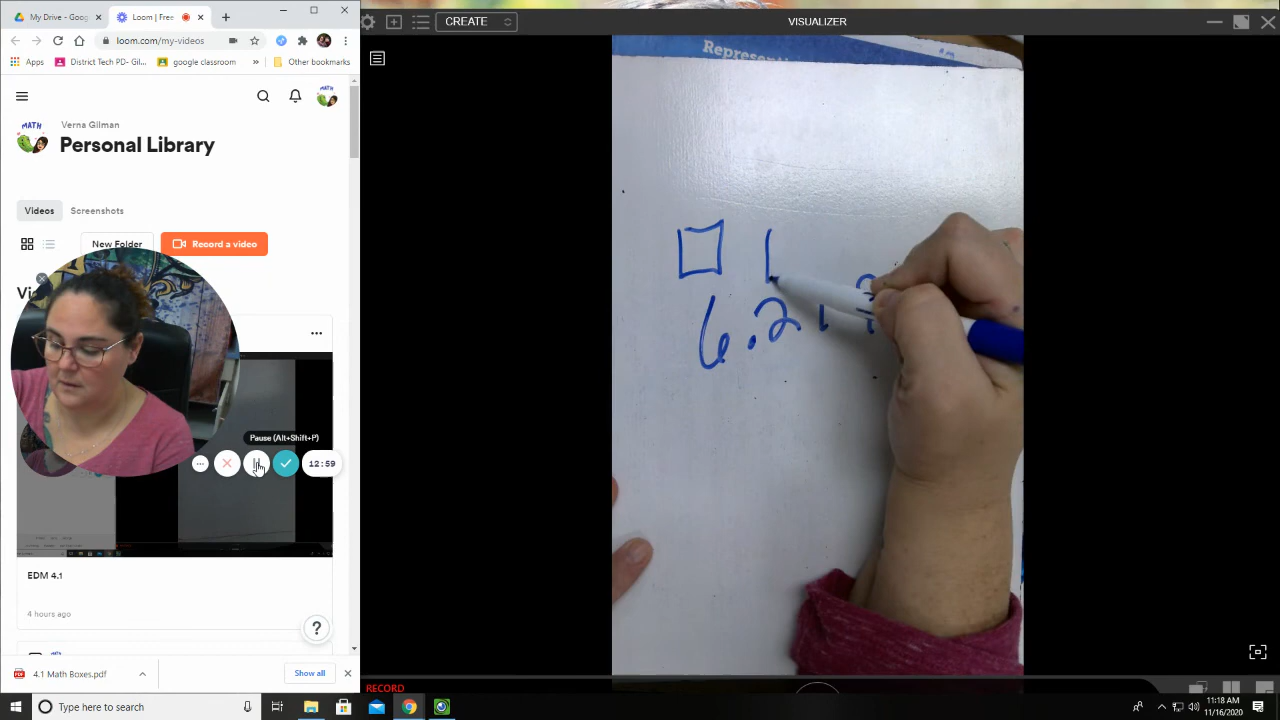 My Drive - Googl
Loom | Free
loom.com/my-videos
Apps
District Tech PD- Gil...
google classroom
»
Other bookmarks
MATH
Verna Gilman
Personal Library
Videos
Screenshots
New Folder
Record a video
Pause (Alt+Shift+P)
12:59
EDM 4.1
4 hours ago
?
4.1 Math Boxes.pdf
Show all
CREATE
VISUALIZER
6.21
RECORD
Type here to search
11:18 AM
11/16/2020